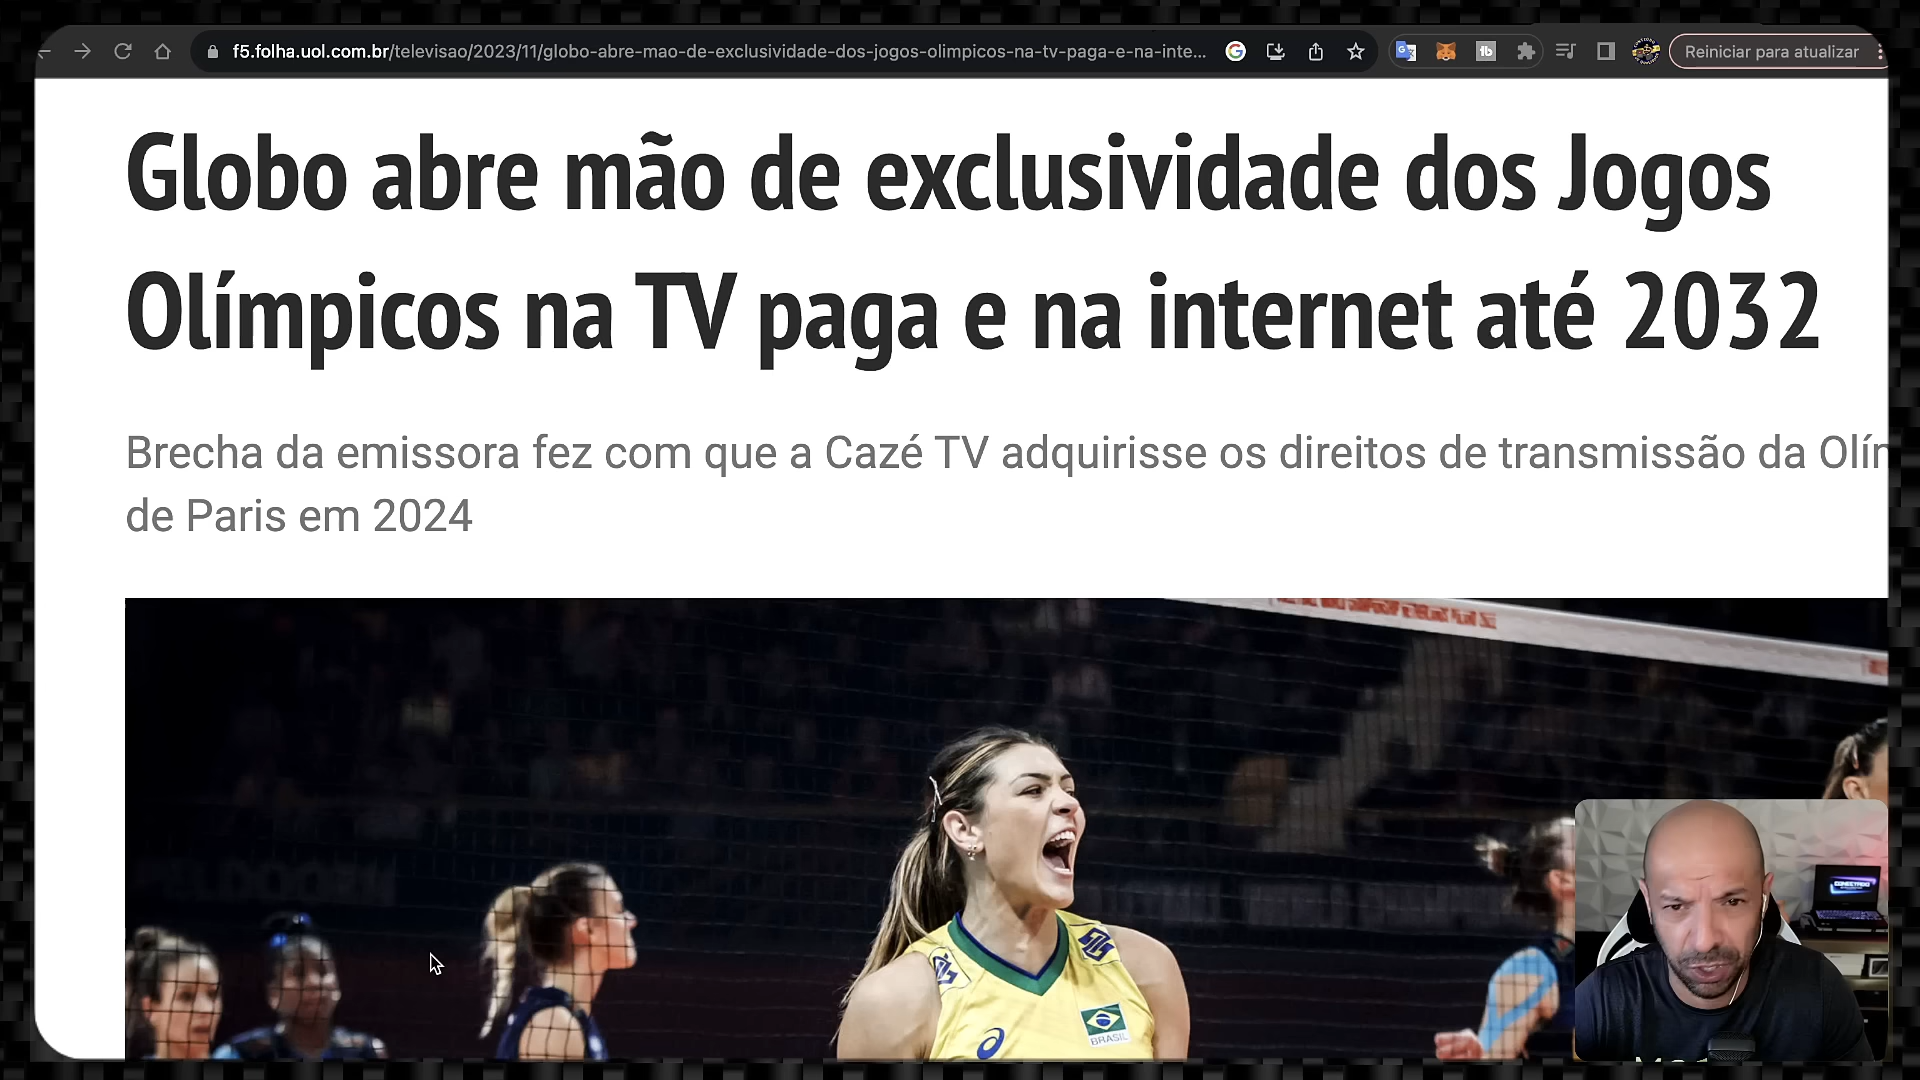 f5.folha.uol.com.br/televisao/2023/11/globo-abre-mao-de-exclusividade-dos-jogos-olimpicos-na-tv-paga-e-na-inte...
Reiniciar para atualizar
Globo abre mão de exclusividade dos Jogos
Olímpicos na TV paga e na internet até 2032
Brecha da emissora fez com que a Cazé TV adquirisse os direitos de transmissão da Olín
de Paris em 2024
BRASIL
CONECTADO